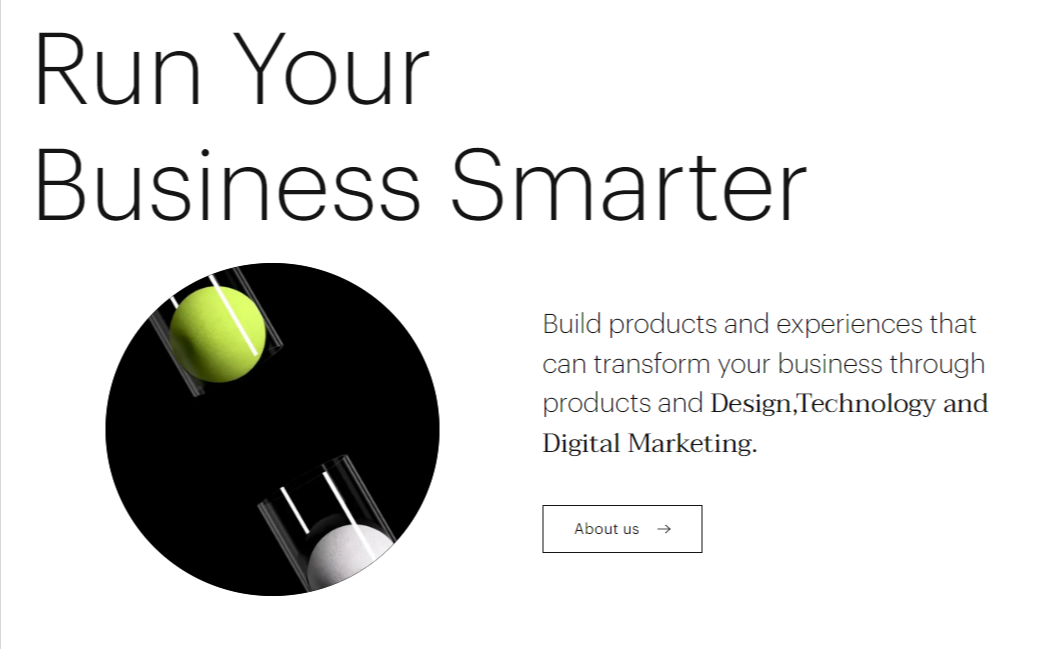 Run Your
Business Smarter
Build products and experiences that
can transform your business through
products and Design,Technology and
Digital Marketing.
About us →